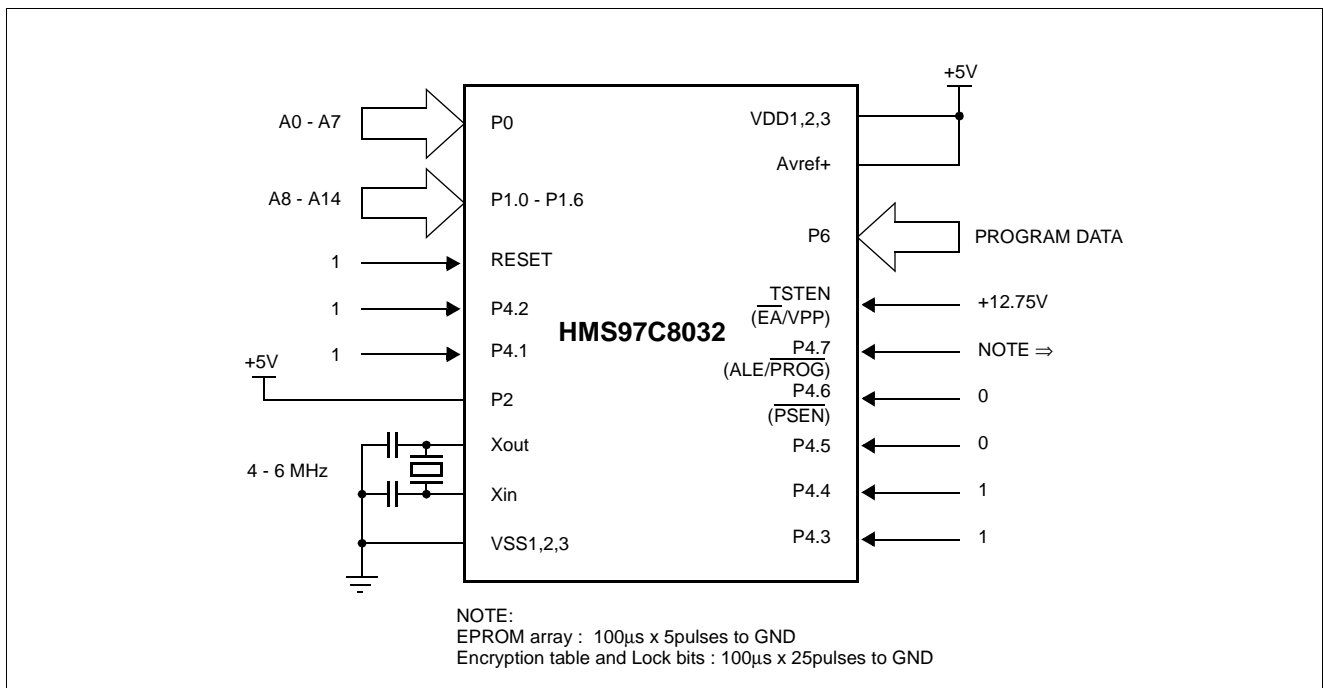 +5V
A0 - A7
P0
VDD1,2,3
Avref+
A8 - A14
P1.0 - P1.6
P6
PROGRAM DATA
1
RESET
1
P4.2
TSTEN
(EA/VPP)
+12.75V
HMS97C8032
1
P4.1
P4.7
(ALE/PROG)
NOTE ⇒
+5V
P2
P4.6
(PSEN)
0
Xout
P4.5
0
4 - 6 MHz
Xin
P4.4
1
VSS1,2,3
P4.3
1
NOTE:
EPROM array : 100μs x 5pulses to GND
Encryption table and Lock bits : 100μs x 25pulses to GND